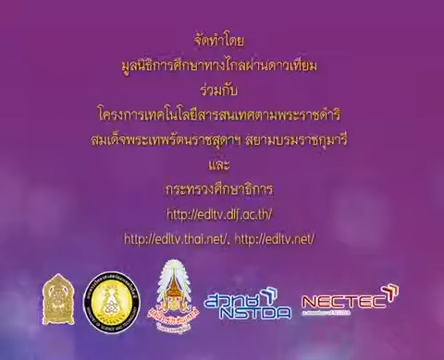 จัดทำโดย
มูลนิธิการศึกษาทางไกลผ่านดาวเทียม
ร่วมกับ
โครงการเทคโนโลยีสารสนเทศตามพระราชดำริ
สมเด็จพระเทพรัตนราชสุดาฯ สยามบรมราชกุมารี
และ
กระทรวงศึกษาธิการ
http://edltv.dlf.ac.th/
http://edltv.thai.net/, http://edltv.net/
สวทช NSTDA
NECTEC
a member of NSTDA